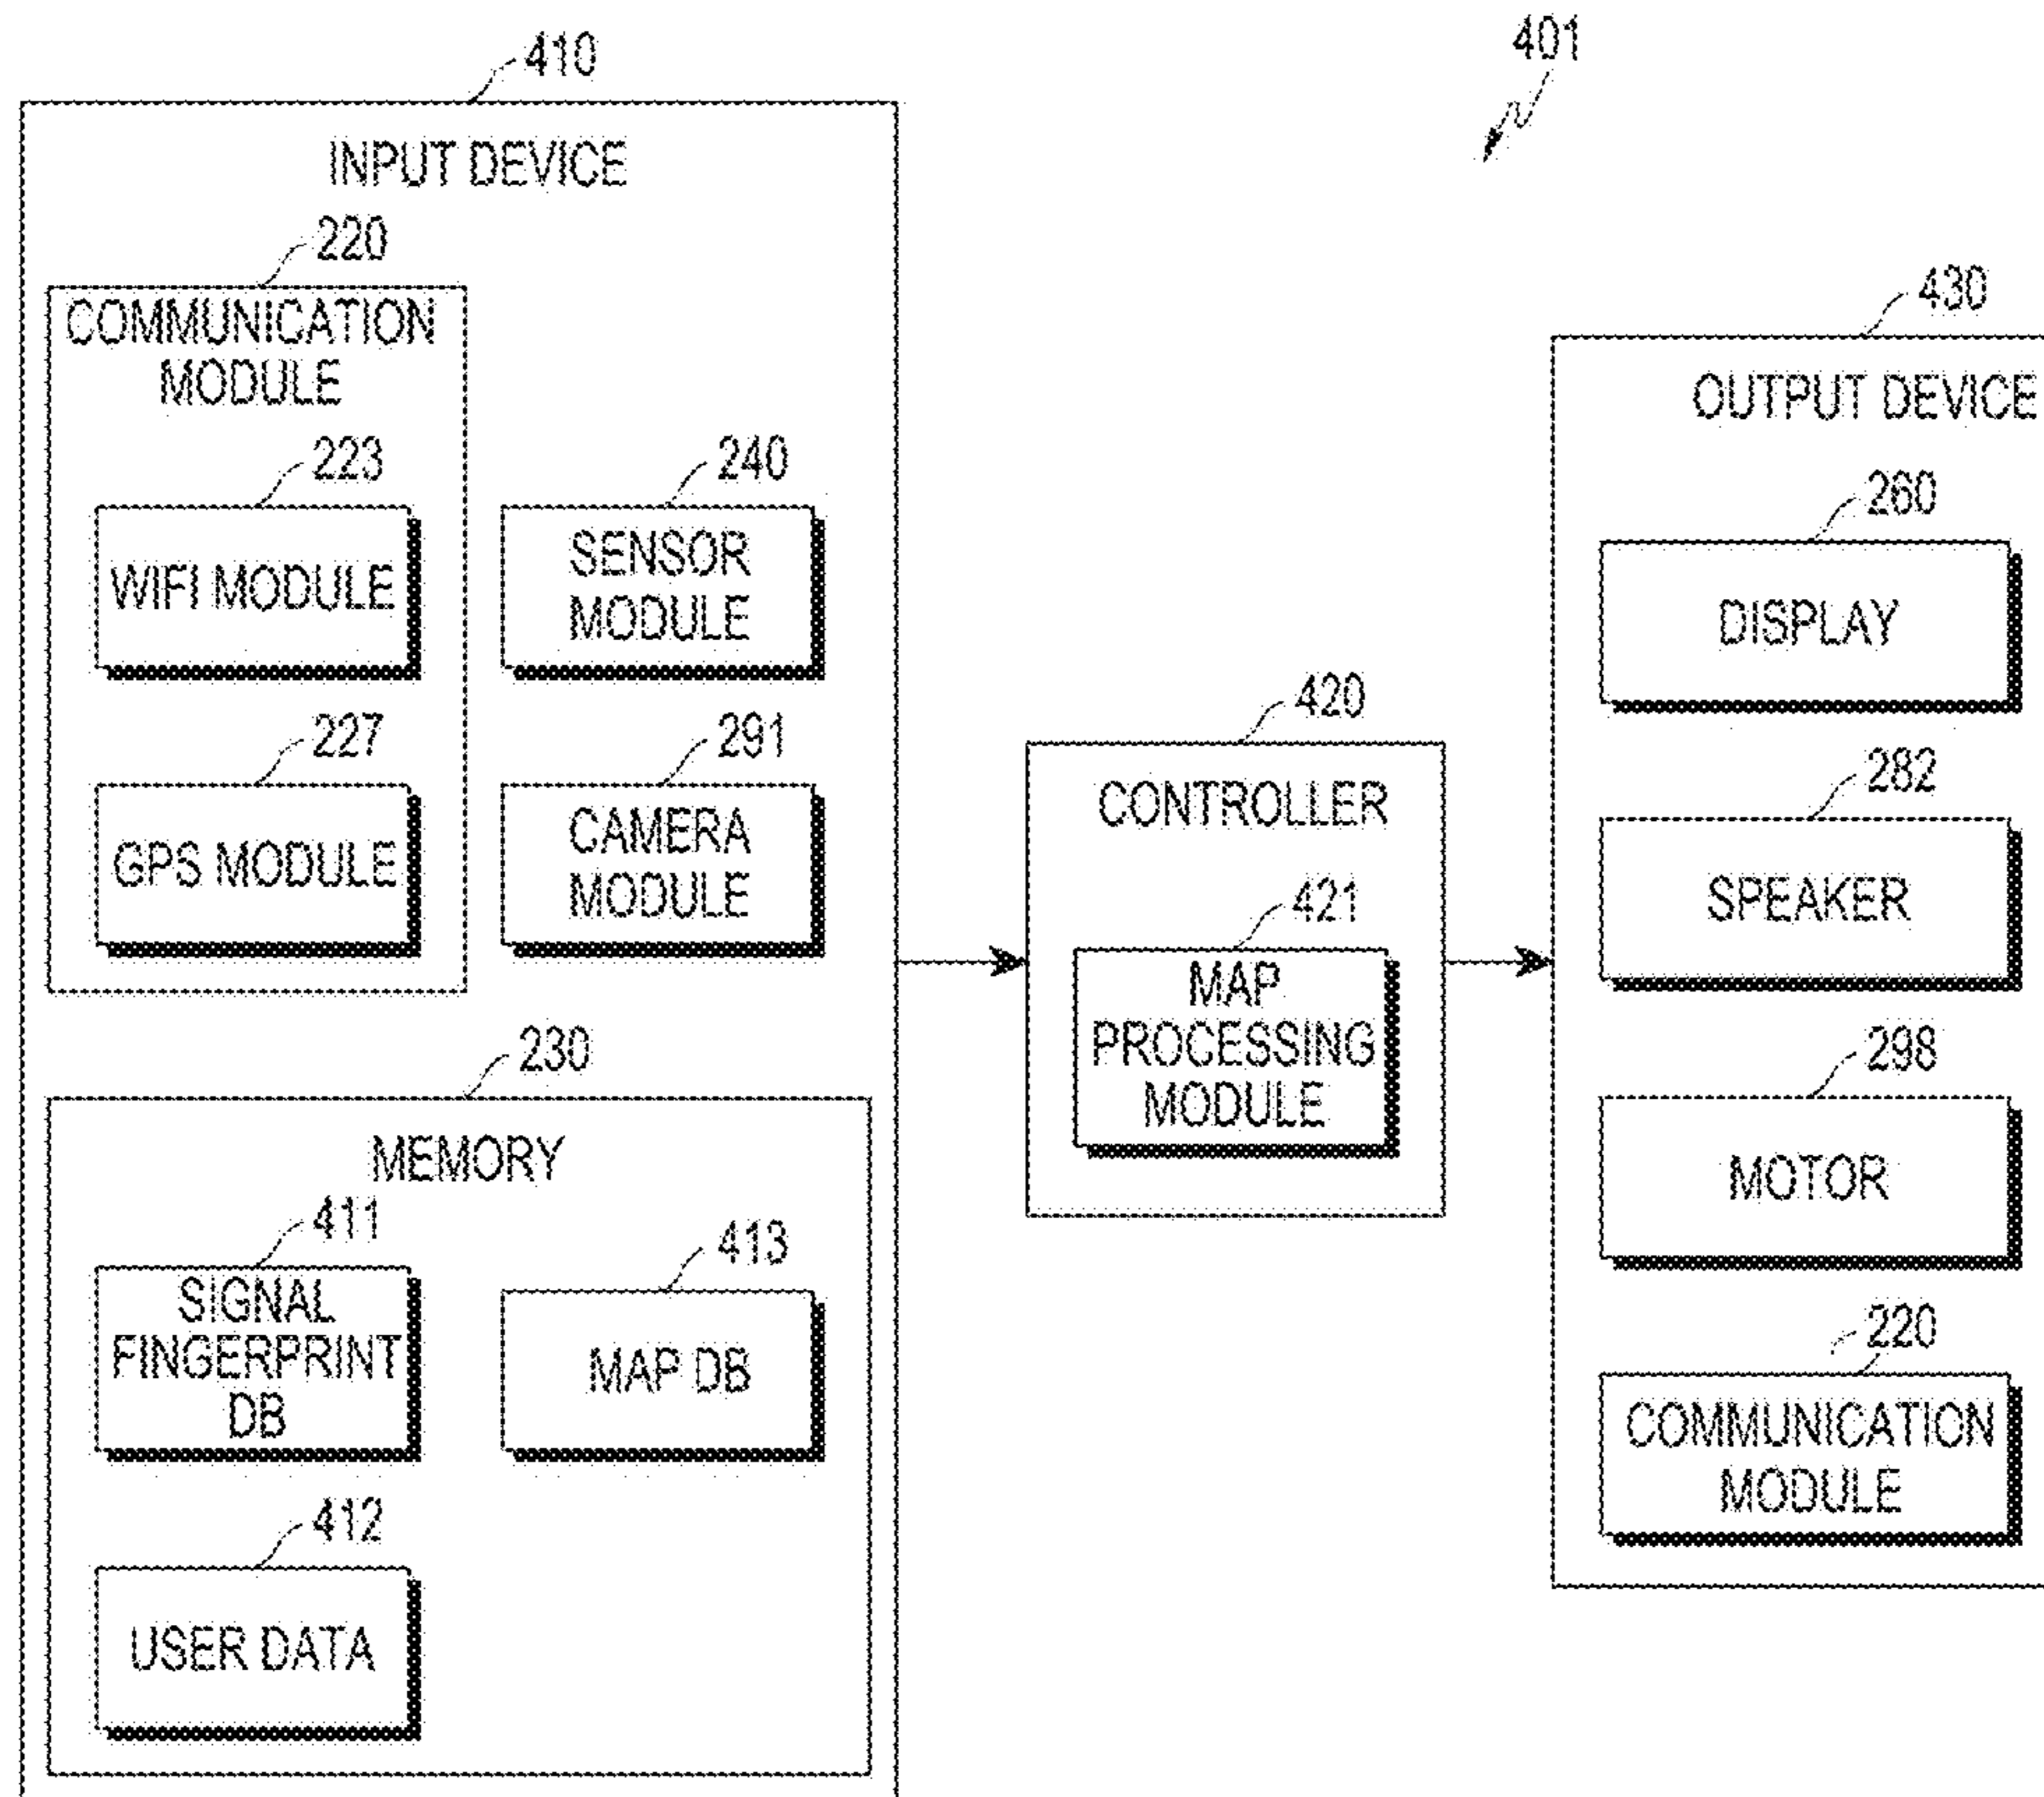 401
410
INPUT DEVICE
220
COMMUNICATION
MODULE
223
WIFI MODULE
240
SENSOR
MODULE
227
GPS MODULE
291
CAMERA
MODULE
230
MEMORY
411
SIGNAL
FINGERPRINT
DB
413
MAP DB
412
USER DATA
420
CONTROLLER
421
MAP
PROCESSING
MODULE
430
OUTPUT DEVICE
260
DISPLAY
282
SPEAKER
298
MOTOR
220
COMMUNICATION
MODULE